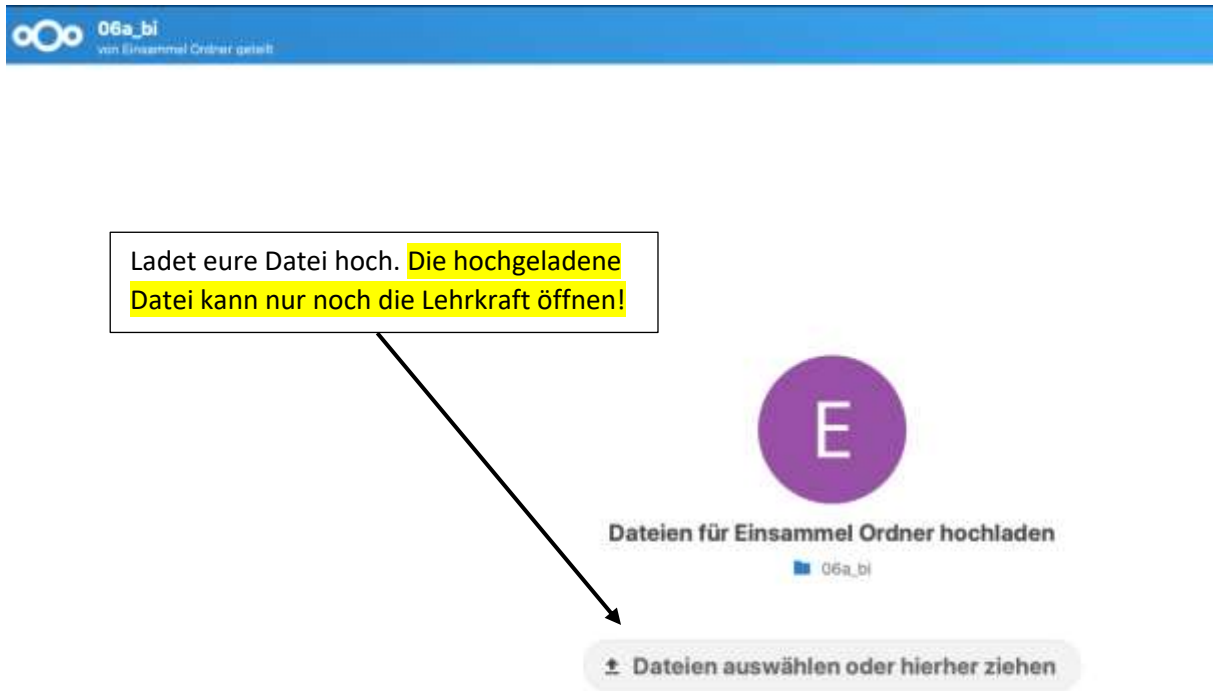 06a_bi
von Einsammel Ordner geteilt
Ladet eure Datei hoch. Die hochgeladene
Datei kann nur noch die Lehrkraft öffnen!
E
Dateien für Einsammel Ordner hochladen
06a_bi
Dateien auswählen oder hierher ziehen